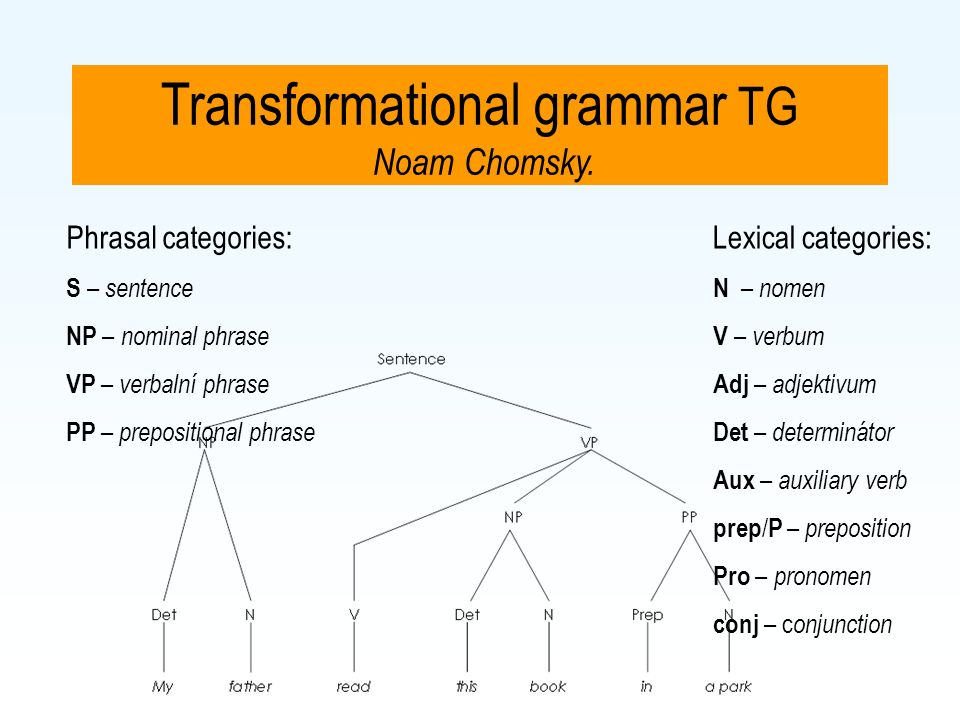 Transformational grammar TG
Noam Chomsky.
Phrasal categories:
S – sentence
NP – nominal phrase
VP – verbalní phrase
PP – prepositional phrase
Lexical categories:
N – nomen
V – verbum
Adj – adjektivum
Det – determinátor
Aux – auxiliary verb
prep/P – preposition
Pro – pronomen
conj – conjunction
Sentence
NP VP
NP PP
Det N V Det N Prep N
My father read this book in a park